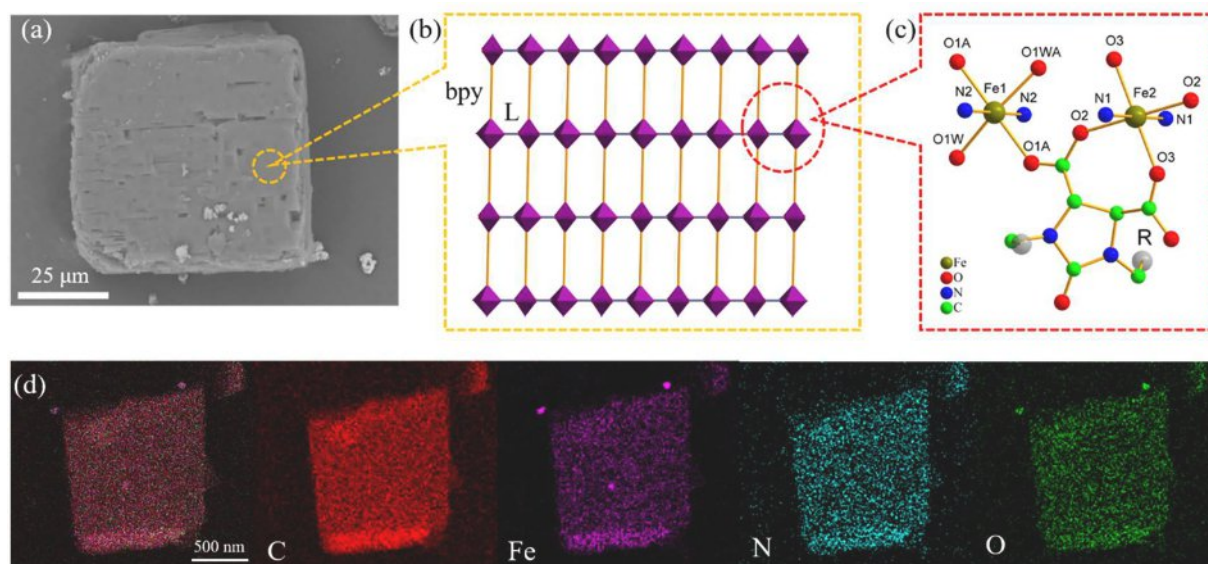 (a)
25 μm
(b)
bpy
L
(c)
O1A
O1WA
O3
Fe1
Fe2
O2
N2
N2
N1
N1
O2
O1W
O1A
O3
R
Fe
O
N
C
(d)
500 nm
C
Fe
N
O